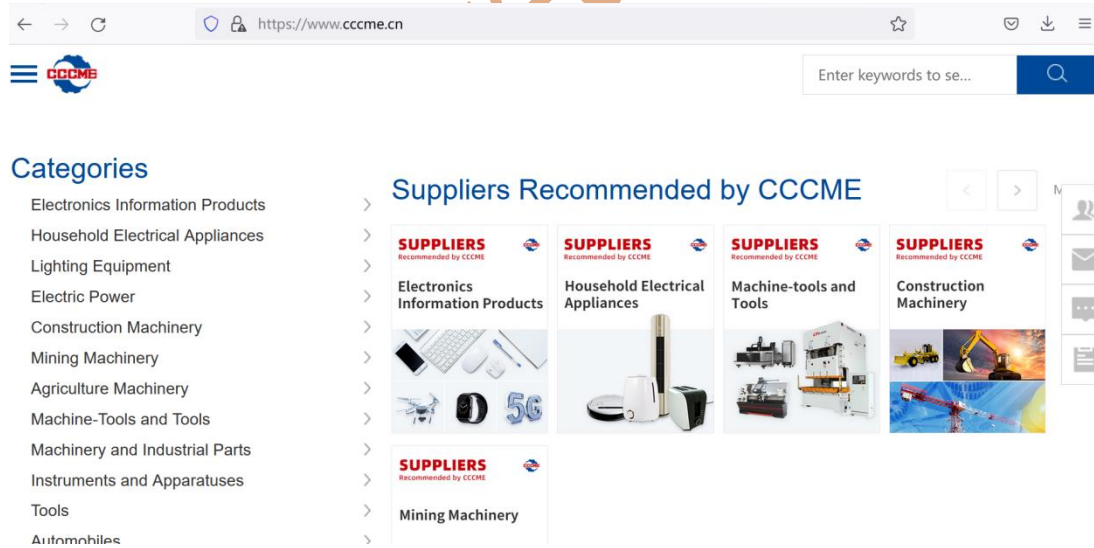 https://www.cccme.cn
CCCME
Enter keywords to se...
Categories
Electronics Information Products
Household Electrical Appliances
Lighting Equipment
Electric Power
Construction Machinery
Mining Machinery
Agriculture Machinery
Machine-Tools and Tools
Machinery and Industrial Parts
Instruments and Apparatuses
Tools
Automobiles
Suppliers Recommended by CCCME
SUPPLIERS
Recommended by CCCME
Electronics
Information Products
5G
SUPPLIERS
Recommended by CCCME
Household Electrical
Appliances
SUPPLIERS
Recommended by CCCME
Machine-tools and
Tools
SUPPLIERS
Recommended by CCCME
Construction
Machinery
SUPPLIERS
Recommended by CCCME
Mining Machinery